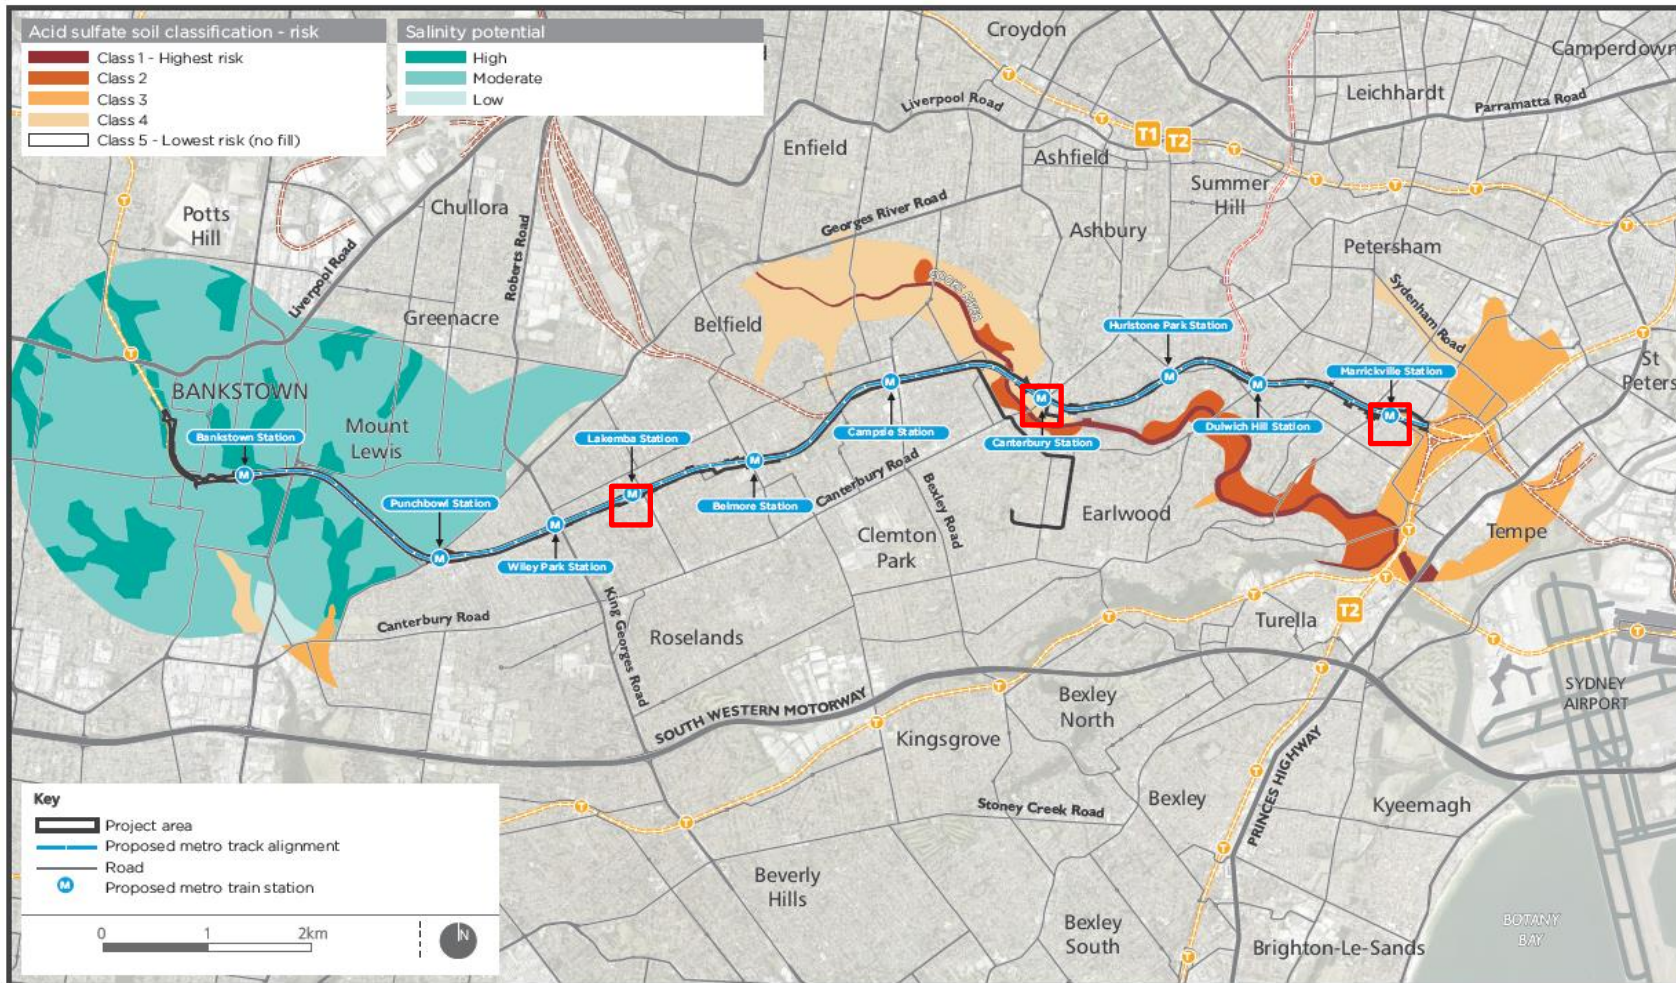 Acid sulfate soil classification - risk
Class 1 - Highest risk
Class 2
Class 3
Class 4
Class 5 - Lowest risk (no fill)
Salinity potential
High
Moderate
Low
Croydon
Camperdown
Leichhardt
Parramatta Road
Liverpool Road
T1
T2
Enfield
Ashfield
Summer
Hill
Potts
Hill
Chullora
Roberts Road
Georges River Road
Ashbury
Petersham
Liverpool Road
Greenacre
Belfield
COOKS RIVER
Sydenham Road
Hurlstone Park Station
St
Peters
Marrickville Station
BANKSTOWN
Mount
Lewis
Bankstown Station
Lakemba Station
Campsie Station
Canterbury Station
Dulwich Hill Station
Punchbowl Station
Belmore Station
Canterbury Road
Bexley Road
Earlwood
Clemton
Park
Tempe
Wiley Park Station
King Georges Road
Canterbury Road
Roselands
T2
Turella
SOUTH WESTERN MOTORWAY
Bexley
North
SYDNEY
AIRPORT
Kingsgrove
PRINCES HIGHWAY
Stoney Creek Road
Bexley
Kyeemagh
Beverly
Hills
Bexley
South
Brighton-Le-Sands
BOTANY
BAY
Key
Project area
Proposed metro track alignment
Road
M
Proposed metro train station
0 1 2km
N